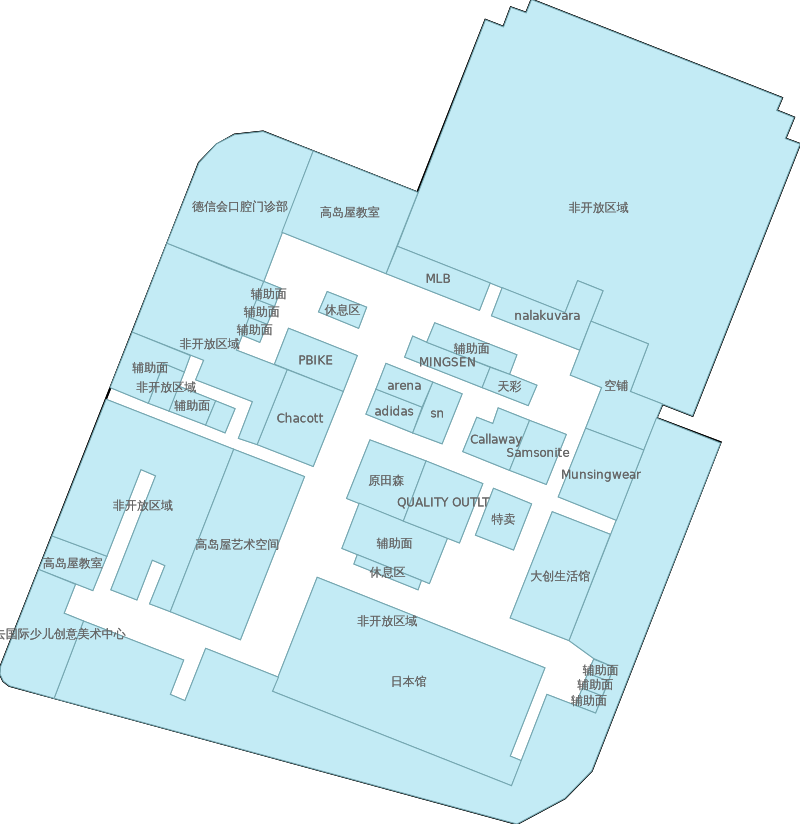 德信会口腔门诊部
高岛屋教室
非开放区域
MLB
辅助面
辅助面
辅助面
休息区
nalakuvara
非开放区域
PBIKE
辅助面
MINGSEN
天彩
空铺
辅助面
非开放区域
辅助面
arena
adidas
sn
Chacott
Callaway
Samsonite
Munsingwear
原田森
QUALITY OUTLT
特卖
非开放区域
高岛屋艺术空间
辅助面
休息区
高岛屋教室
大创生活馆
去国际少儿创意美术中心
非开放区域
日本馆
辅助面
辅助面
辅助面